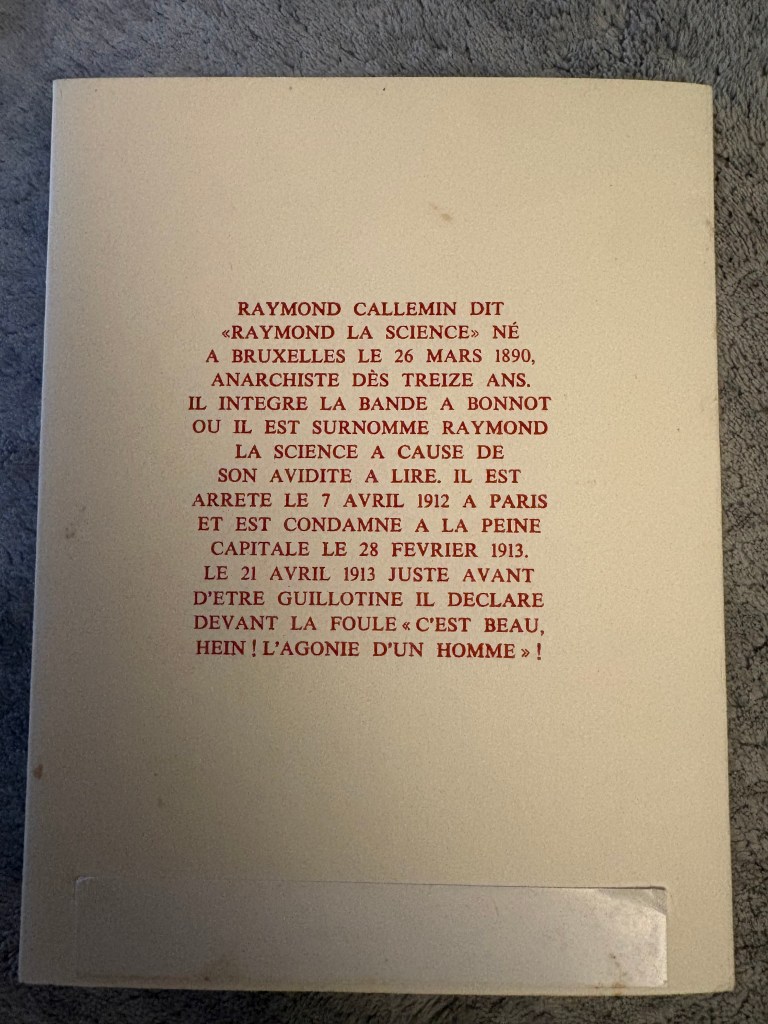 RAYMOND CALLEMIN DIT
«RAYMOND LA SCIENCE» NÉ
A BRUXELLES LE 26 MARS 1890,
ANARCHISTE DÈS TREIZE ANS.
IL INTEGRE LA BANDE A BONNOT
OU IL EST SURNOMME RAYMOND
LA SCIENCE A CAUSE DE
SON AVIDITE A LIRE. IL EST
ARRETE LE 7 AVRIL 1912 A PARIS
ET EST CONDAMNE A LA PEINE
CAPITALE LE 28 FEVRIER 1913.
LE 21 AVRIL 1913 JUSTE AVANT
D'ETRE GUILLOTINE IL DECLARE
DEVANT LA FOULE « C'EST BEAU,
HEIN ! L'AGONIE D'UN HOMME » !